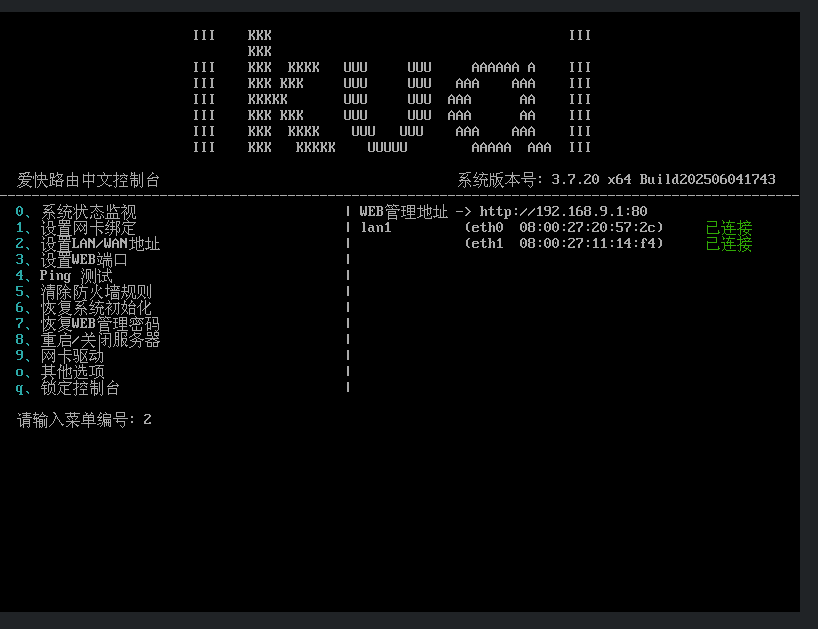 III    KKK                                     III
       KKK
III    KKK  KKKK   UUU     UUU     AAAAAA A    III
III    KKK KKK     UUU     UUU   AAA    AAA    III
III    KKKKK       UUU     UUU  AAA      AA    III
III    KKK KKK     UUU     UUU  AAA      AA    III
III    KKK  KKKK    UUU   UUU    AAA    AAA    III
III    KKK   KKKKK    UUUUU        AAAAA  AAA  III
爱快路由中文控制台 系统版本号: 3.7.20 x64 Build202506041743
0、系统状态监视 | WEB管理地址 -> http://192.168.9.1:80
1、设置网卡绑定 | lan1 (eth0 08:00:27:20:57:2c) 已连接
2、设置LAN/WAN地址 | (eth1 08:00:27:11:14:f4) 已连接
3、设置WEB端口 |
4、Ping 测试 |
5、清除防火墙规则 |
6、恢复系统初始化 |
7、恢复WEB管理密码 |
8、重启/关闭服务器 |
9、网卡驱动 |
o、其他选项 |
q、锁定控制台 |
请输入菜单编号: 2